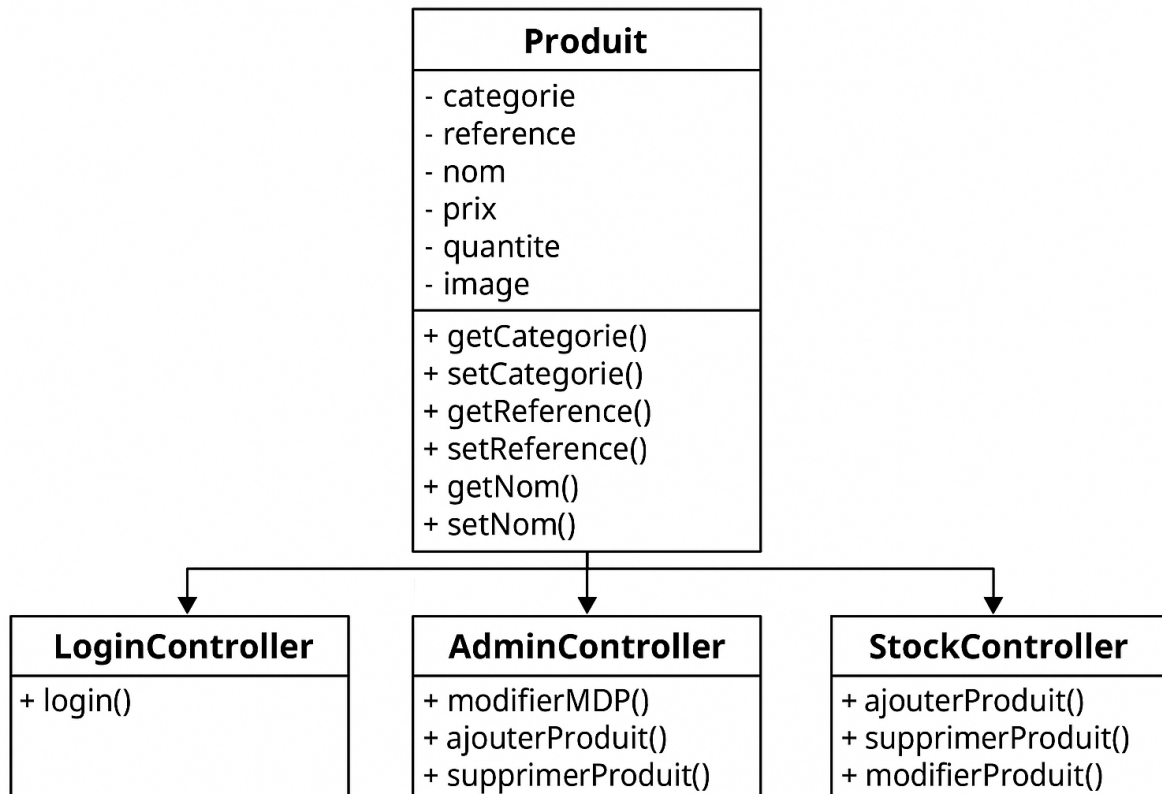 Produit
- categorie
- reference
- nom
- prix
- quantite
- image
+ getCategorie()
+ setCategorie()
+ getReference()
+ setReference()
+ getNom()
+ setNom()
LoginController
+ login()
AdminController
+ modifierMDP()
+ ajouterProduit()
+ supprimerProduit()
StockController
+ ajouterProduit()
+ supprimerProduit()
+ modifierProduit()